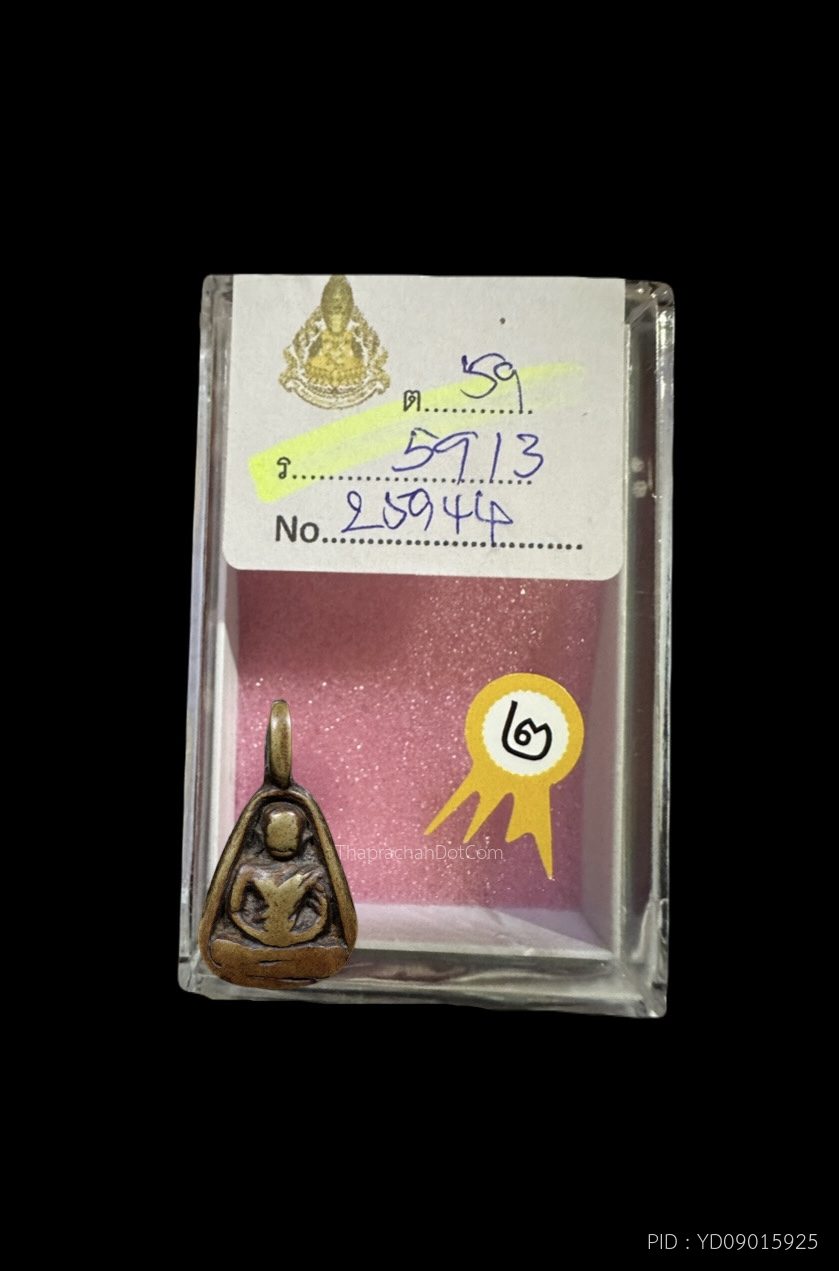 ต............59
ร............5913
No............25944
๒
ThaprachanDotCom
PID : YD09015925